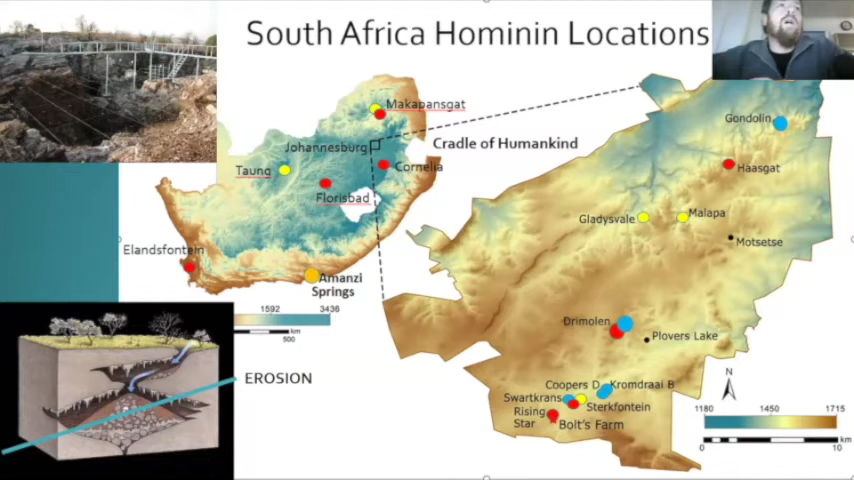 South Africa Hominin Locations
Makapansgat
Johannesburg
Cradle of Humankind
Taung
Cornelia
Florisbad
Elandsfontein
Amanzi
Springs
1592 3436
km
500
EROSION
Gondolin
Haasgat
Gladysvale
Malapa
Motsetse
Drimolen
Plovers Lake
Coopers D
Kromdraai B
Swartkrans
Sterkfontein
Rising
Star
Bolt's Farm
N
1180 1450 1715
km
0 10